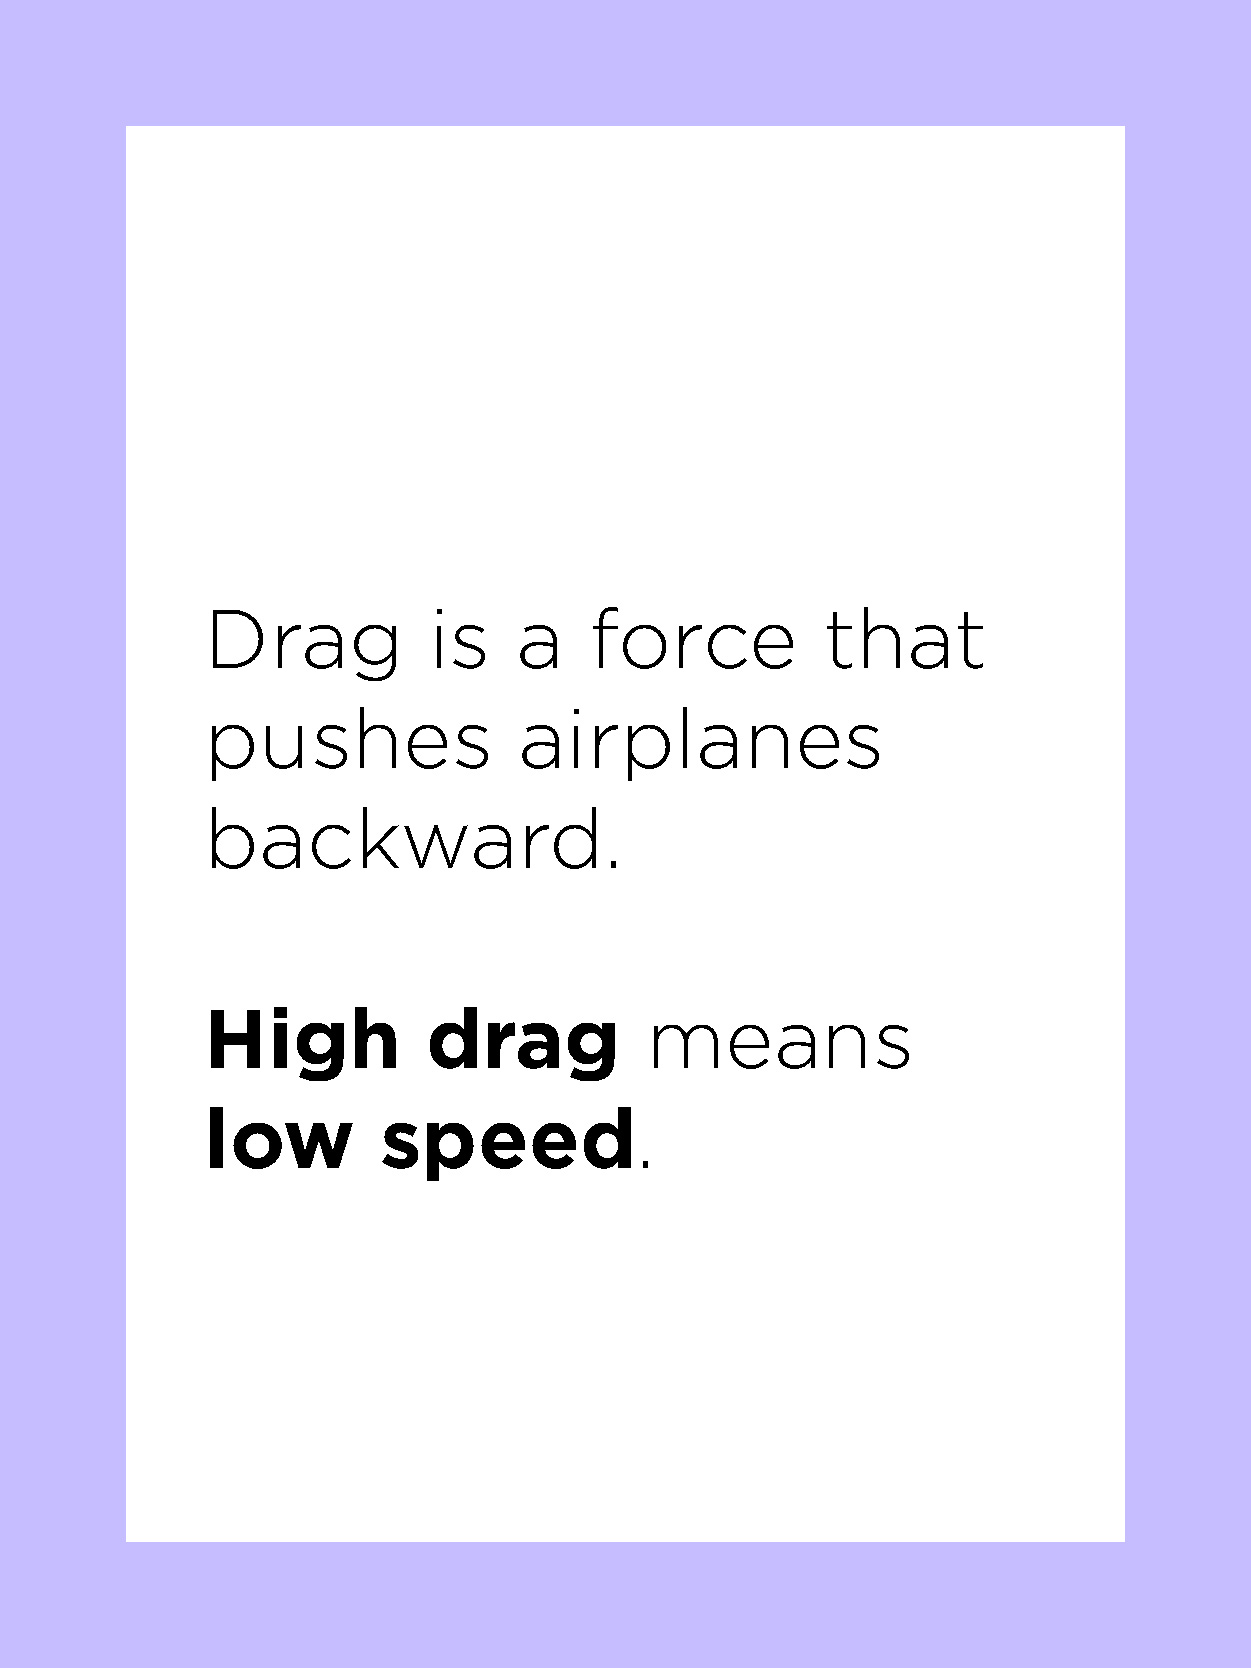 Drag is a force that
pushes airplanes
backward.
High drag means
low speed.